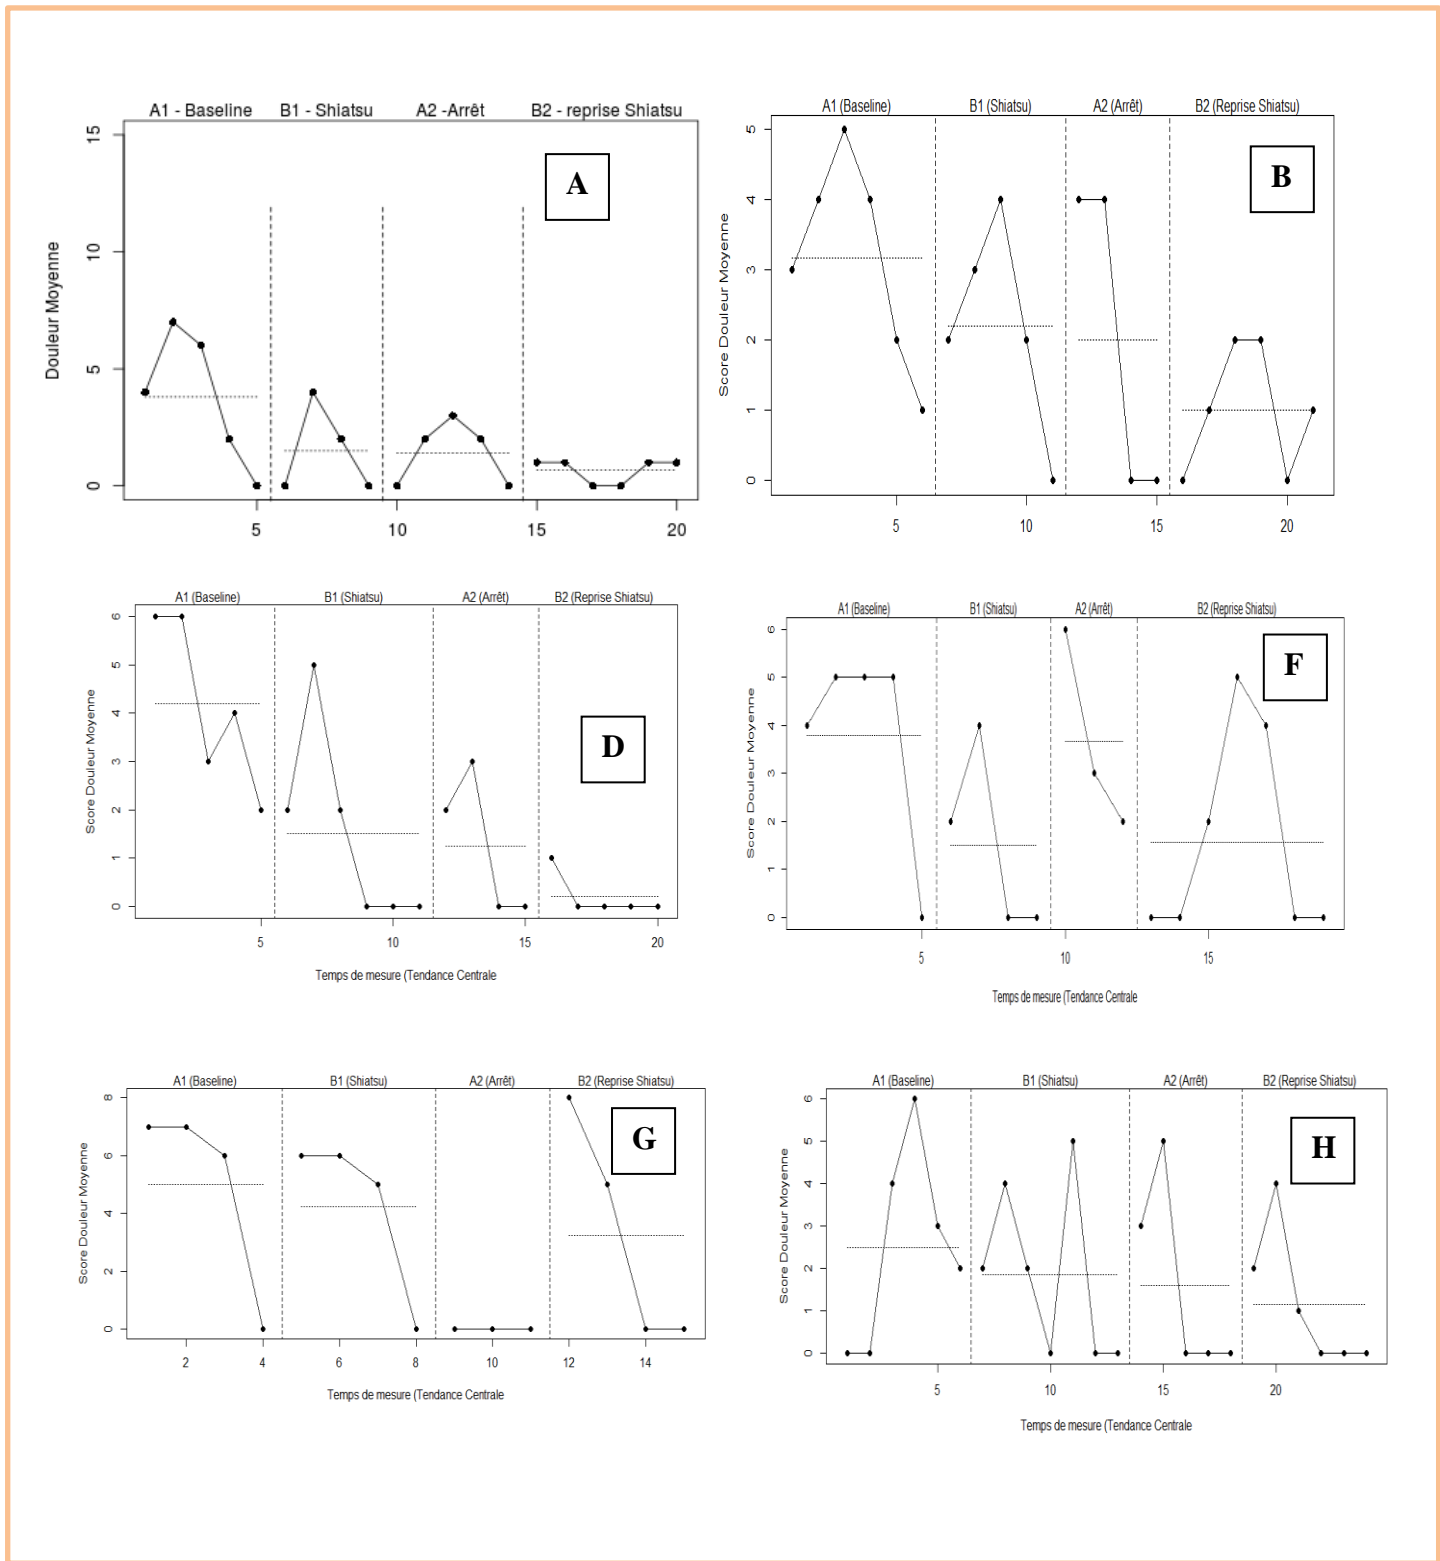 A1 - Baseline B1 - Shiatsu A2 -Arrêt B2 - reprise Shiatsu
15
10
5
0
Douleur Moyenne
A
5 10 15 20
A1 (Baseline) B1 (Shiatsu) A2 (Arrêt) B2 (Reprise Shiatsu)
5
4
3
2
1
0
Score Douleur Moyenne
B
5 10 15 20
A1 (Baseline) B1 (Shiatsu) A2 (Arrêt) B2 (Reprise Shiatsu)
6
5
4
3
2
1
0
Score Douleur Moyenne
D
5 10 15 20
Temps de mesure (Tendance Centrale
A1 (Baseline) B1 (Shiatsu) A2 (Arrêt) B2 (Reprise Shiatsu)
6
5
4
3
2
1
0
Score Douleur Moyenne
F
5 10 15
Temps de mesure (Tendance Centrale
A1 (Baseline) B1 (Shiatsu) A2 (Arrêt) B2 (Reprise Shiatsu)
8
6
4
2
0
Score Douleur Moyenne
G
2 4 6 8 10 12 14
Temps de mesure (Tendance Centrale
A1 (Baseline) B1 (Shiatsu) A2 (Arrêt) B2 (Reprise Shiatsu)
6
5
4
3
2
1
0
Score Douleur Moyenne
H
5 10 15 20
Temps de mesure (Tendance Centrale